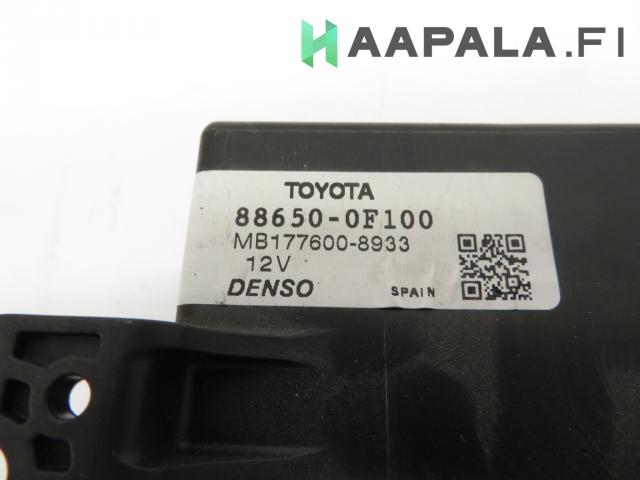 HAAPALA.FI
TOYOTA
88650-0F100
MB177600-8933
12V
DENSO SPAIN